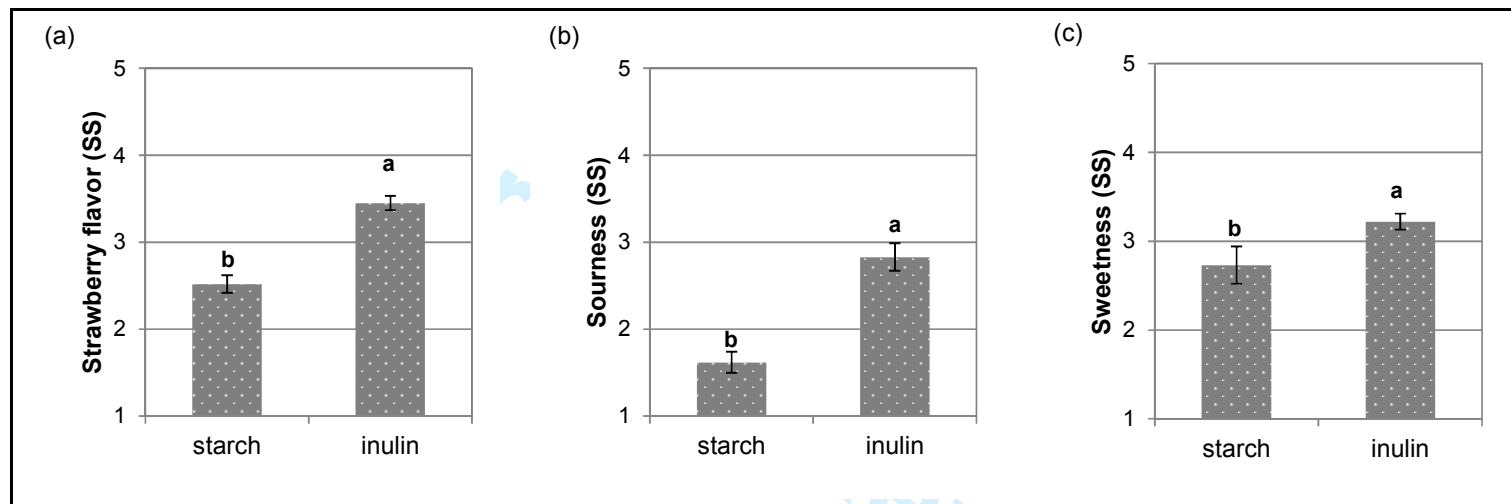 (a)
Strawberry flavor (SS)
5
4
3
2
1
b
a
starch
inulin
(b)
Sourness (SS)
5
4
3
2
1
b
a
starch
inulin
(c)
Sweetness (SS)
5
4
3
2
1
b
a
starch
inulin